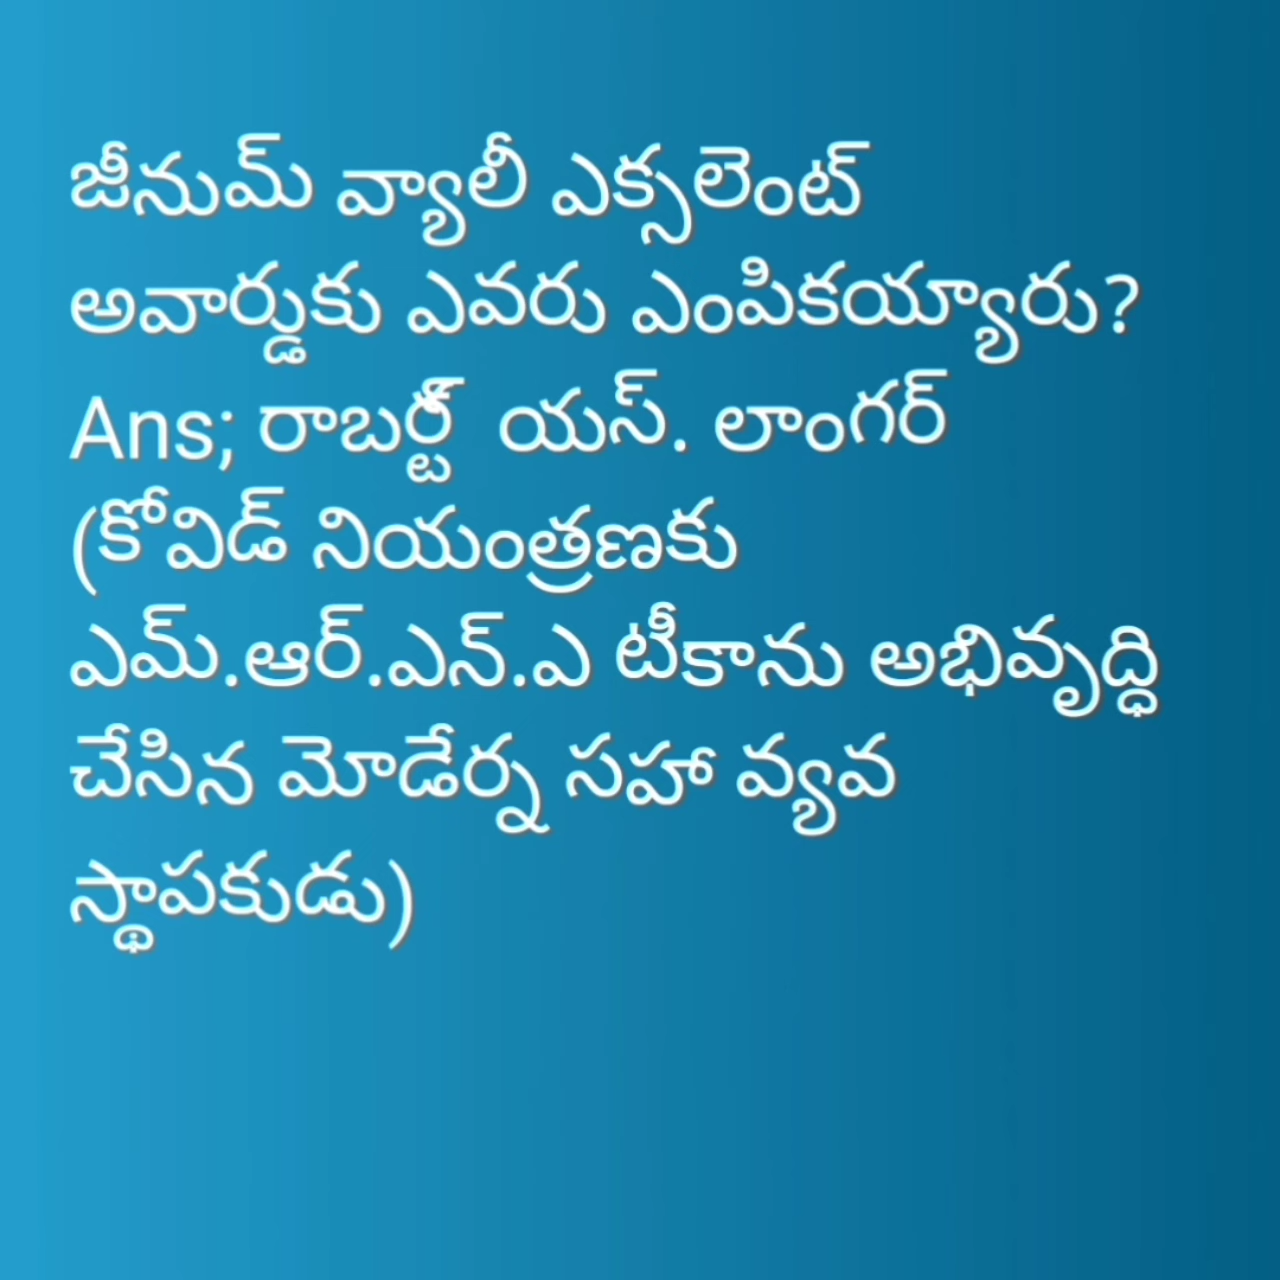 జీనుమ్ వ్యాలీ ఎక్సలెంట్
అవార్డుకు ఎవరు ఎంపికయ్యారు?
Ans; రాబర్ట్ యస్. లాంగర్
(కోవిడ్ నియంత్రణకు
ఎమ్.ఆర్.ఎన్.ఎ టీకాను అభివృద్ధి
చేసిన మోడేర్న సహా వ్యవ
స్థాపకుడు)